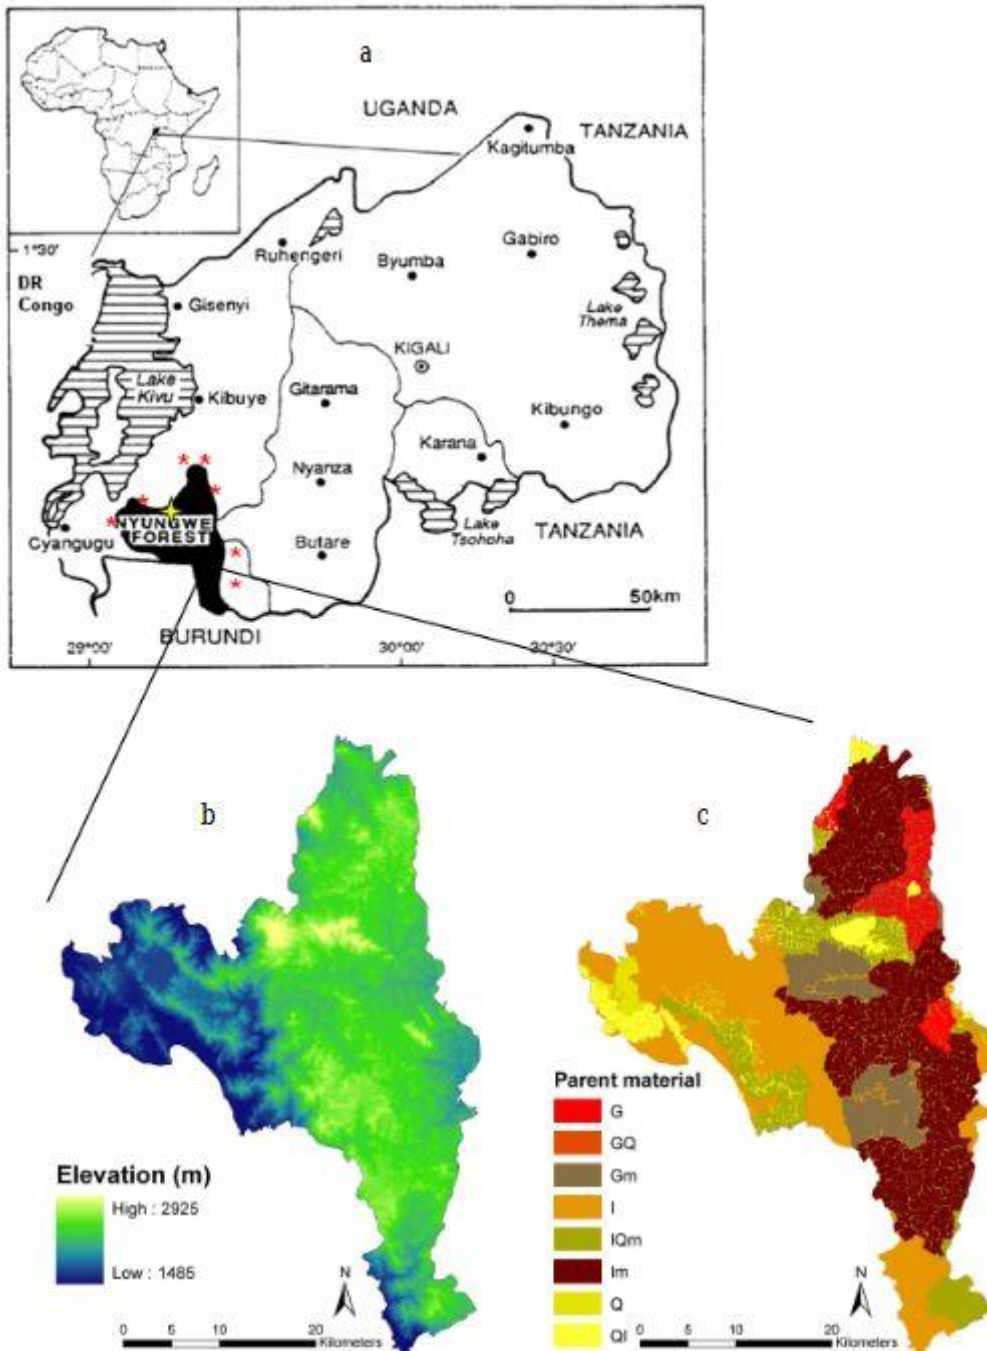 a
UGANDA
TANZANIA
Kagitumba
1°30'
Ruhengeri
Byumba
Gabiro
DR
Congo
Gisenyi
Lake
Thema
KIGALI
Lake
Kivu
Kibuye
Gitarama
Kibungo
Karana
Nyanza
NYUNGWE
FOREST
Cyangugu
Butare
Lake
Tsohoha
TANZANIA
0 50km
BURUNDI
29°00' 30°00' 30°30'
b
c
Elevation (m)
High : 2925
Low : 1485
N
0 5 10 20
Kilometers
Parent material
G
GQ
Gm
I
IQm
Im
Q
QI
N
0 5 10 20
Kilometers